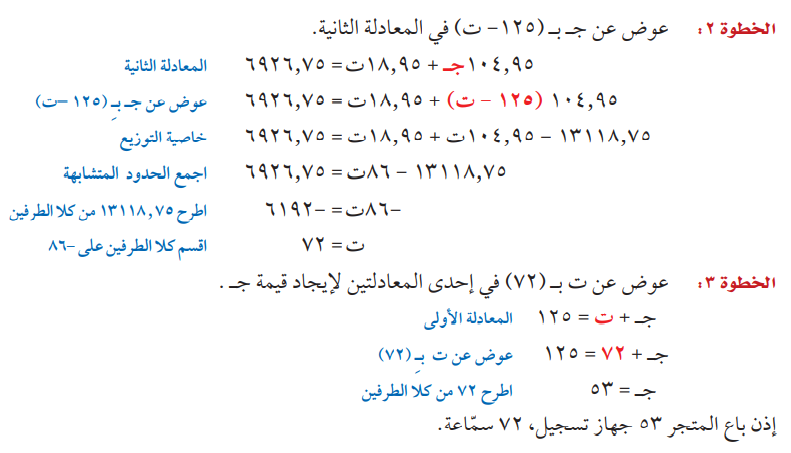 الخطوة ٢: عوض عن جـ بـ (١٢٥- ت) في المعادلة الثانية.
١٠٤,٩٥جـ + ١٨,٩٥ت = ٦٩٢٦,٧٥ المعادلة الثانية
١٠٤,٩٥ (١٢٥ - ت) + ١٨,٩٥ت = ٦٩٢٦,٧٥ عوض عن جـ بـِ (١٢٥ –ت)
١٣١١٨,٧٥ - ١٠٤,٩٥ت + ١٨,٩٥ت = ٦٩٢٦,٧٥ خاصية التوزيع
١٣١١٨,٧٥ - ٨٦ت = ٦٩٢٦,٧٥ اجمع الحدود المتشابهة
-٨٦ت = -٦١٩٢ اطرح ١٣١١٨,٧٥ من كلا الطرفين
ت = ٧٢ اقسم كلا الطرفين على -٨٦
الخطوة ٣: عوض عن ت بـ (٧٢) في إحدى المعادلتين لإيجاد قيمة جـ .
جـ + ت = ١٢٥ المعادلة الأولى
جـ + ٧٢ = ١٢٥ عوض عن ت بـِ (٧٢)
جـ = ٥٣ اطرح ٧٢ من كلا الطرفين
إذن باع المتجر ٥٣ جهاز تسجيل، ٧٢ سمّاعة.